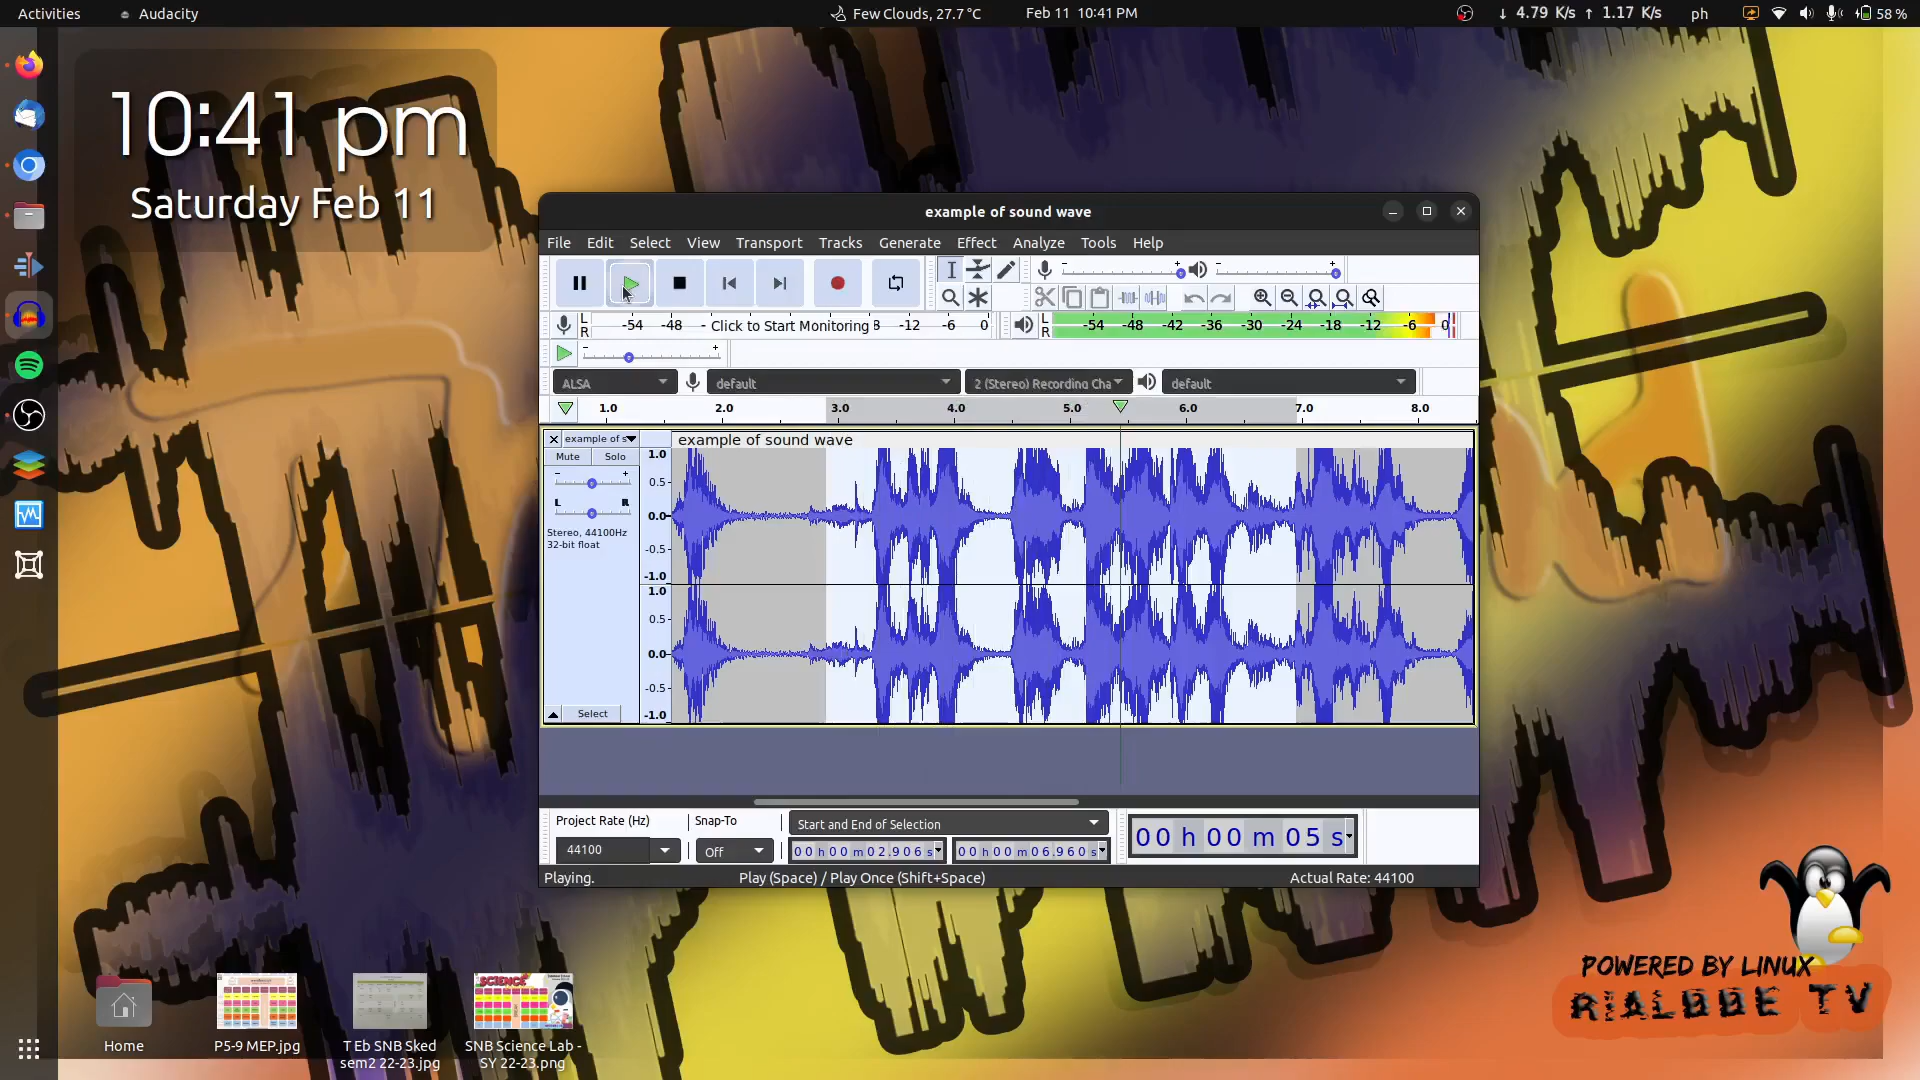 Activities
Audacity
Few Clouds, 27.7 °C
Feb 11 10:41 PM
↓ 4.79 K/s ↑ 1.17 K/s
ph
58 %
10:41 pm
Saturday Feb 11
example of sound wave
File Edit Select View Transport Tracks Generate Effect Analyze Tools Help
L
R
-54 -48 - Click to Start Monitoring 8 -12 -6 0
L
R
-54 -48 -42 -36 -30 -24 -18 -12 -6 0
ALSA
default
2 (Stereo) Recording Cha
default
1.0 2.0 3.0 4.0 5.0 6.0 7.0 8.0
example of s
example of sound wave
Mute Solo
- +
L R
Stereo, 44100Hz
32-bit float
Select
1.0
0.5
0.0
-0.5
-1.0
1.0
0.5
0.0
-0.5
-1.0
Project Rate (Hz)
Snap-To
Start and End of Selection
44100
Off
00 h 00 m 02.906 s
00 h 00 m 06.960 s
00 h 00 m 05 s
Playing.
Play (Space) / Play Once (Shift+Space)
Actual Rate: 44100
POWERED BY LINUX
RiALDDE TV
SCIENCE
Home
P5-9 MEP.jpg
T Eb SNB Sked
sem2 22-23.jpg
SNB Science Lab -
SY 22-23.png